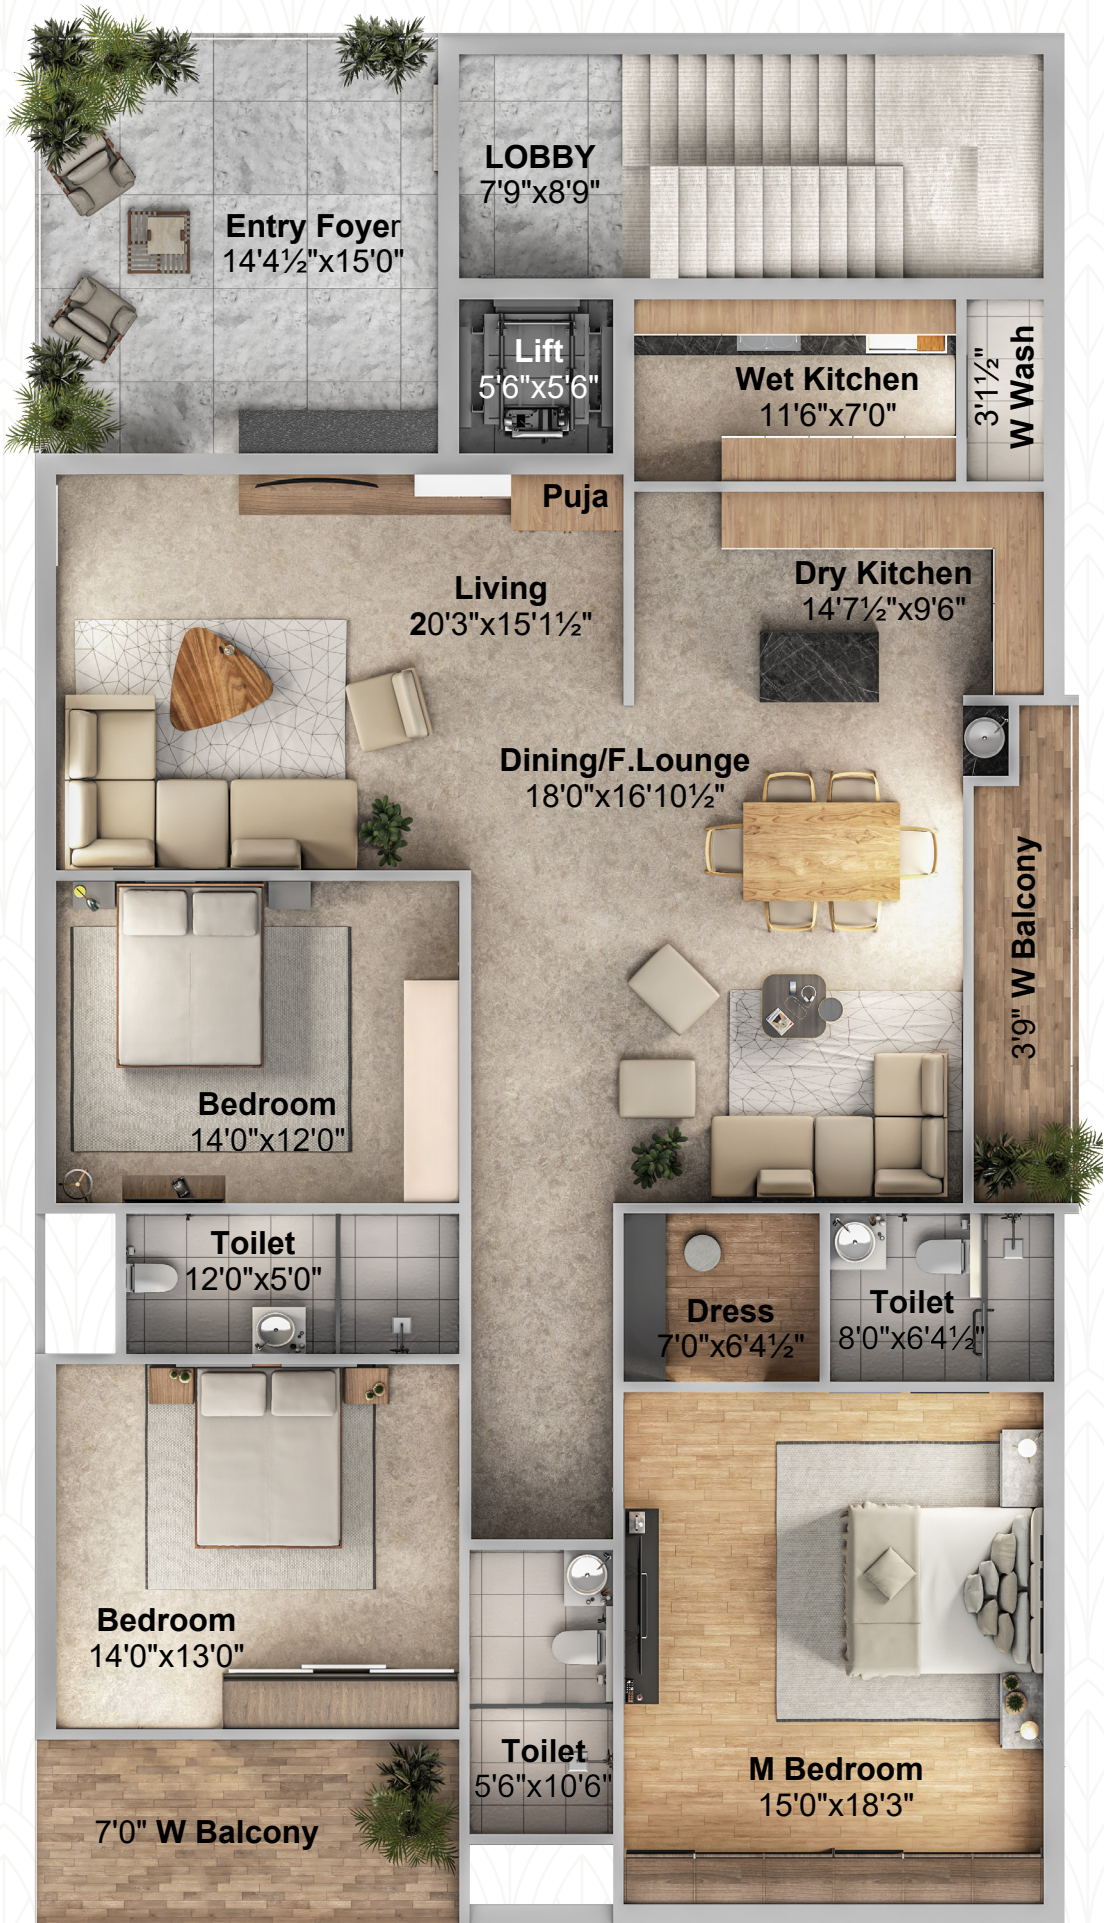 LOBBY
7'9"x8'9"
Entry Foyer
14'4½"x15'0"
Lift
5'6"x5'6"
Wet Kitchen
11'6"x7'0"
3'1½"
W Wash
Puja
Living
20'3"x15'1½"
Dry Kitchen
14'7½"x9'6"
Dining/F.Lounge
18'0"x16'10½"
3'9" W Balcony
Bedroom
14'0"x12'0"
Toilet
12'0"x5'0"
Dress
7'0"x6'4½"
Toilet
8'0"x6'4½"
Bedroom
14'0"x13'0"
Toilet
5'6"x10'6"
M Bedroom
15'0"x18'3"
7'0" W Balcony